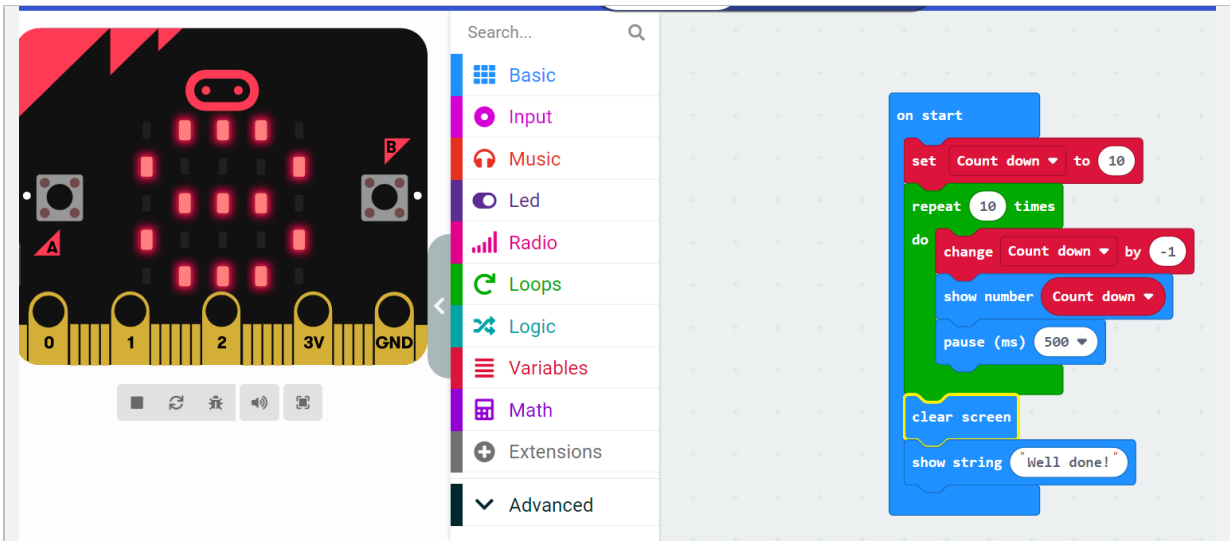 A
B
0
1
2
3V
GND
Search...
Basic
Input
Music
Led
Radio
Loops
Logic
Variables
Math
Extensions
Advanced
on start
set Count down to 10
repeat 10 times
do
change Count down by -1
show number Count down
pause (ms) 500
clear screen
show string "Well done!"